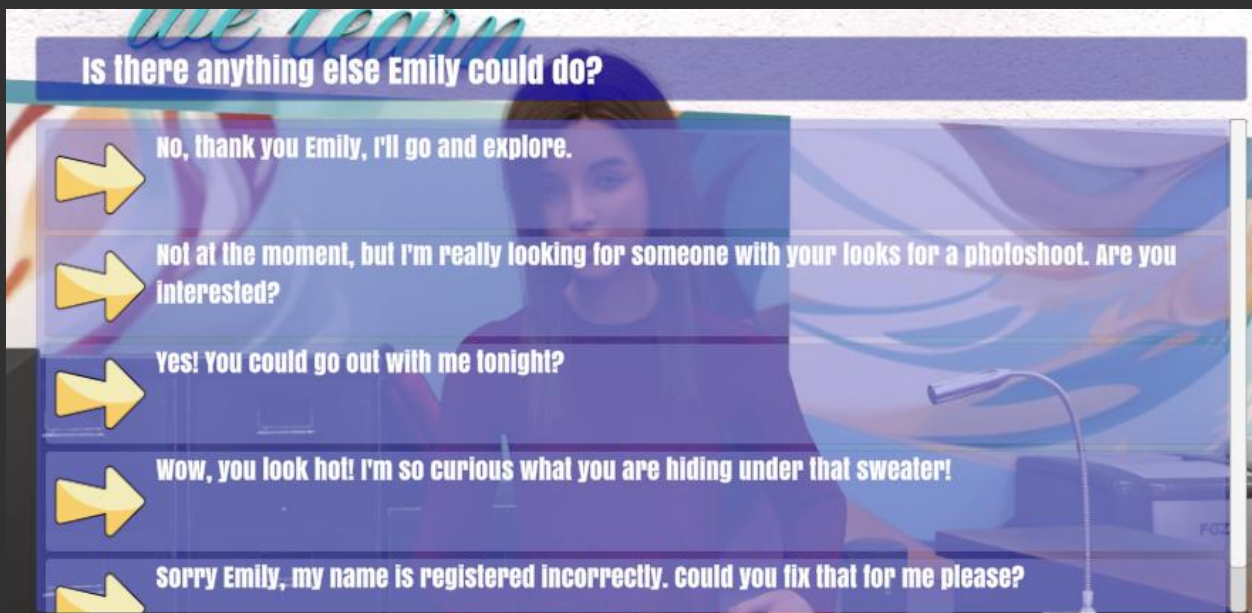 we learn
Is there anything else Emily could do?
No, thank you Emily, I'll go and explore.
Not at the moment, but I'm really looking for someone with your looks for a photoshoot. Are you
interested?
Yes! You could go out with me tonight?
Wow, you look hot! I'm so curious what you are hiding under that sweater!
Sorry Emily, my name is registered incorrectly. Could you fix that for me please?